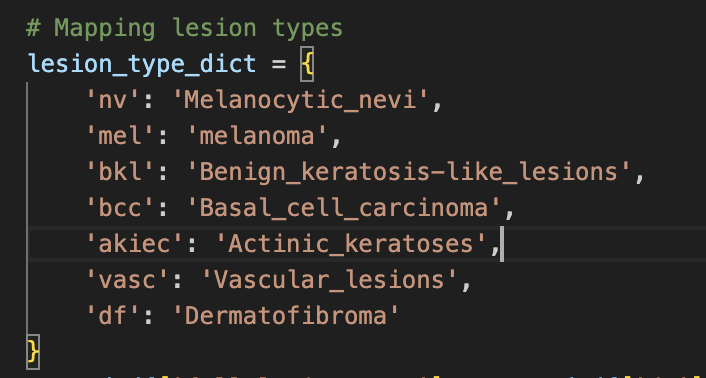 # Mapping lesion types
lesion_type_dict = {
    'nv': 'Melanocytic_nevi',
    'mel': 'melanoma',
    'bkl': 'Benign_keratosis-like_lesions',
    'bcc': 'Basal_cell_carcinoma',
    'akiec': 'Actinic_keratoses',
    'vasc': 'Vascular_lesions',
    'df': 'Dermatofibroma'
}